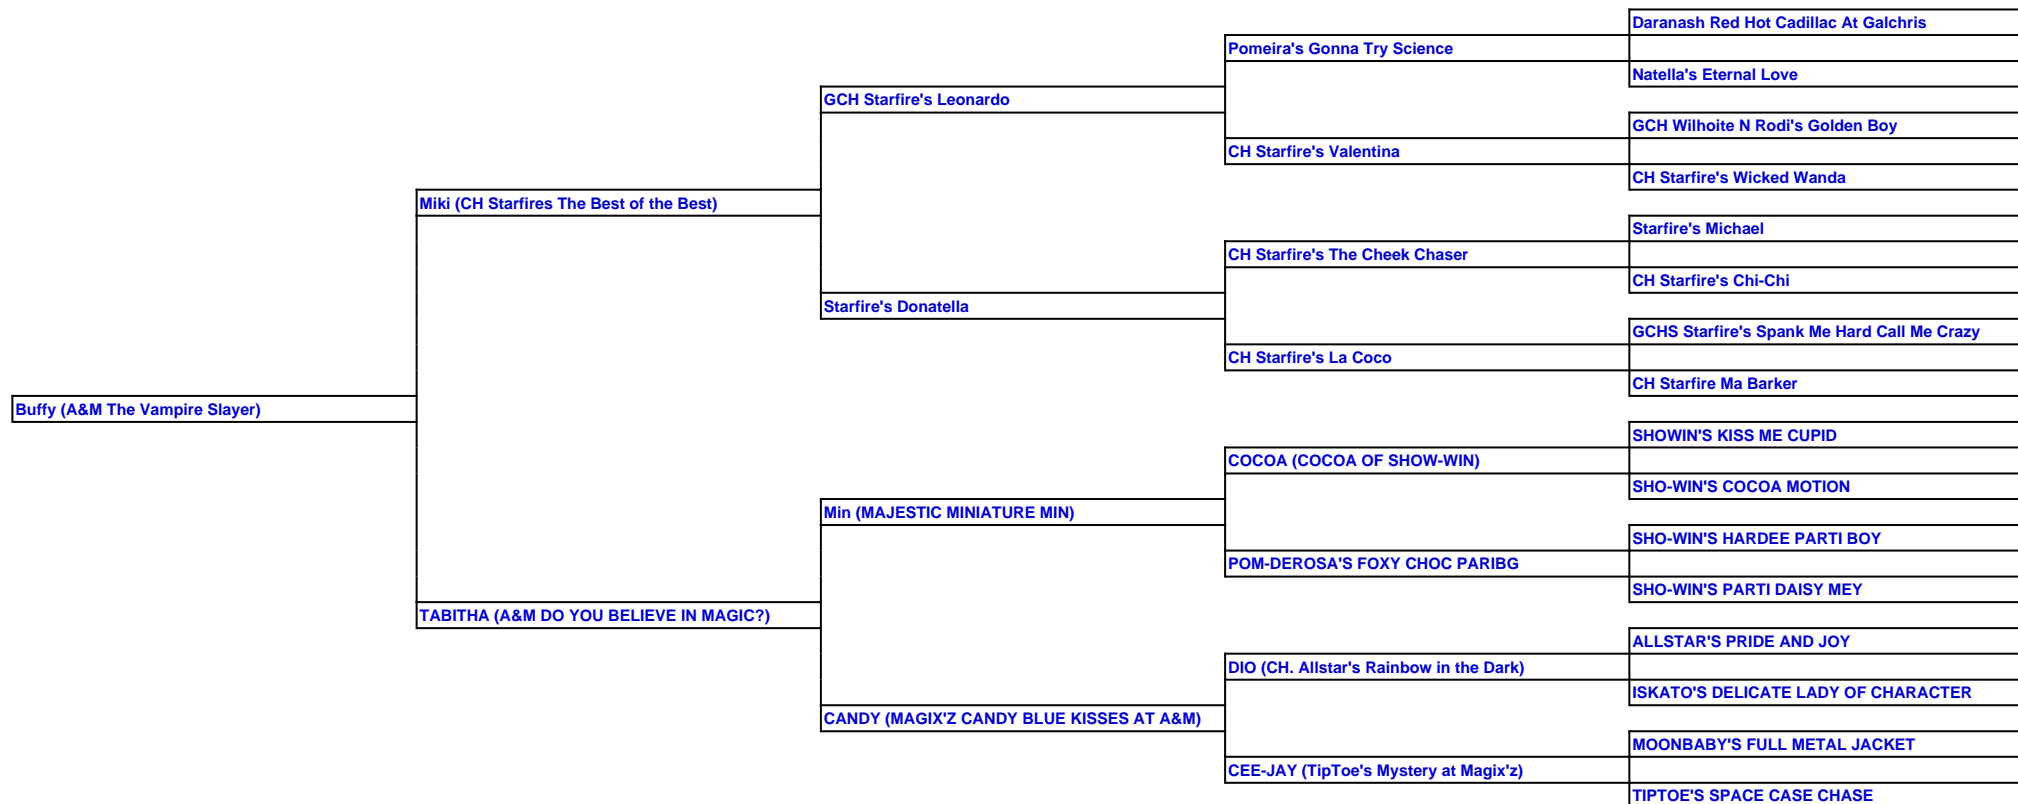 Daranash Red Hot Cadillac At Galchris
Pomeira's Gonna Try Science
Natella's Eternal Love
GCH Starfire's Leonardo
GCH Wilhoite N Rodi's Golden Boy
CH Starfire's Valentina
CH Starfire's Wicked Wanda
Miki (CH Starfires The Best of the Best)
Starfire's Michael
CH Starfire's The Cheek Chaser
CH Starfire's Chi-Chi
Starfire's Donatella
GCHS Starfire's Spank Me Hard Call Me Crazy
CH Starfire's La Coco
CH Starfire Ma Barker
Buffy (A&M The Vampire Slayer)
SHOWIN'S KISS ME CUPID
COCOA (COCOA OF SHOW-WIN)
SHO-WIN'S COCOA MOTION
Min (MAJESTIC MINIATURE MIN)
SHO-WIN'S HARDEE PARTI BOY
POM-DEROSA'S FOXY CHOC PARIBG
SHO-WIN'S PARTI DAISY MEY
TABITHA (A&M DO YOU BELIEVE IN MAGIC?)
ALLSTAR'S PRIDE AND JOY
DIO (CH. Allstar's Rainbow in the Dark)
ISKATO'S DELICATE LADY OF CHARACTER
CANDY (MAGIX'Z CANDY BLUE KISSES AT A&M)
MOONBABY'S FULL METAL JACKET
CEE-JAY (TipToe's Mystery at Magix'z)
TIPTOE'S SPACE CASE CHASE